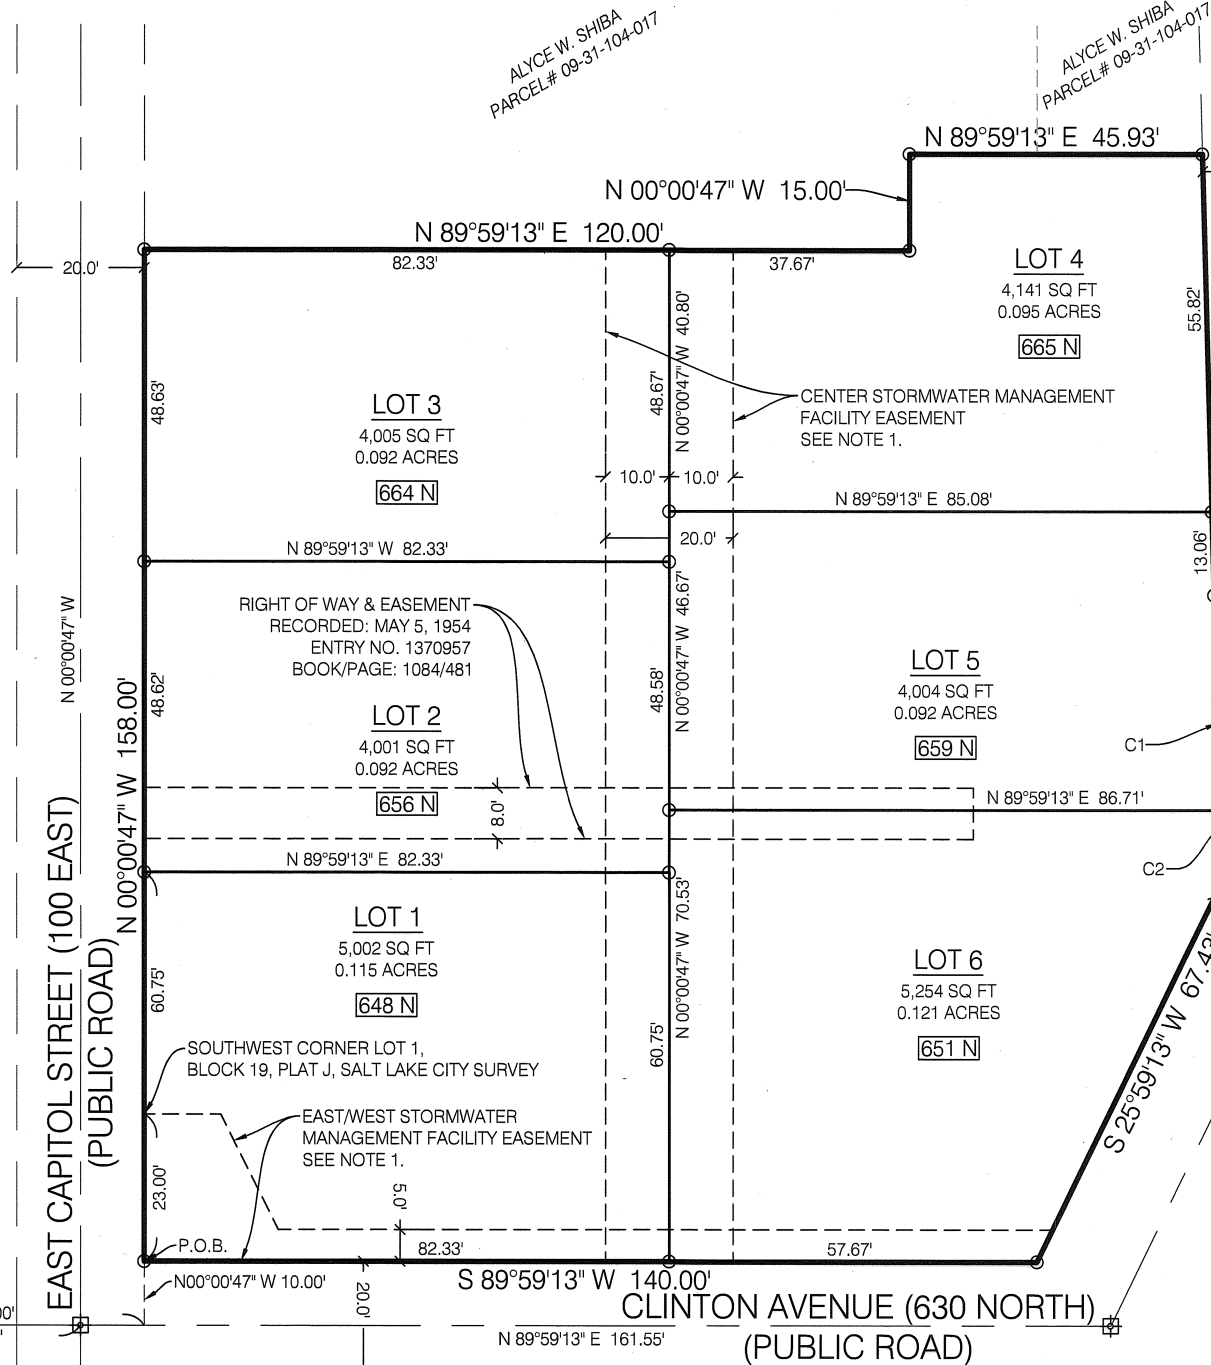 ALYCE W. SHIBA
PARCEL# 09-31-104-017
ALYCE W. SHIBA
PARCEL# 09-31-104-017
N 89°59'13" E 45.93'
N 00°00'47" W 15.00'
N 89°59'13" E 120.00'
20.0'
82.33'
37.67'
LOT 4
4,141 SQ FT
0.095 ACRES
665 N
55.82'
N 00°00'47" W 40.80'
48.67'
48.63'
LOT 3
4,005 SQ FT
0.092 ACRES
664 N
CENTER STORMWATER MANAGEMENT
FACILITY EASEMENT
SEE NOTE 1.
10.0'
10.0'
N 89°59'13" E 85.08'
20.0'
13.06'
N 89°59'13" W 82.33'
RIGHT OF WAY & EASEMENT
RECORDED: MAY 5, 1954
ENTRY NO. 1370957
BOOK/PAGE: 1084/481
N 00°00'47" W
N 00°00'47" W 46.67'
48.58'
48.62'
N 00°00'47" W 158.00'
LOT 5
4,004 SQ FT
0.092 ACRES
659 N
LOT 2
4,001 SQ FT
0.092 ACRES
656 N
C1
8.0'
N 89°59'13" E 86.71'
N 89°59'13" E 82.33'
C2
EAST CAPITOL STREET (100 EAST)
(PUBLIC ROAD)
LOT 1
5,002 SQ FT
0.115 ACRES
648 N
N 00°00'47" W 70.53'
60.75'
60.75'
LOT 6
5,254 SQ FT
0.121 ACRES
651 N
S 25°59'13" W 67.43'
SOUTHWEST CORNER LOT 1,
BLOCK 19, PLAT J, SALT LAKE CITY SURVEY
EAST/WEST STORMWATER
MANAGEMENT FACILITY EASEMENT
SEE NOTE 1.
23.00'
5.0'
P.O.B.
82.33'
57.67'
N00°00'47" W 10.00'
20.0'
S 89°59'13" W 140.00'
CLINTON AVENUE (630 NORTH)
(PUBLIC ROAD)
N 89°59'13" E 161.55'